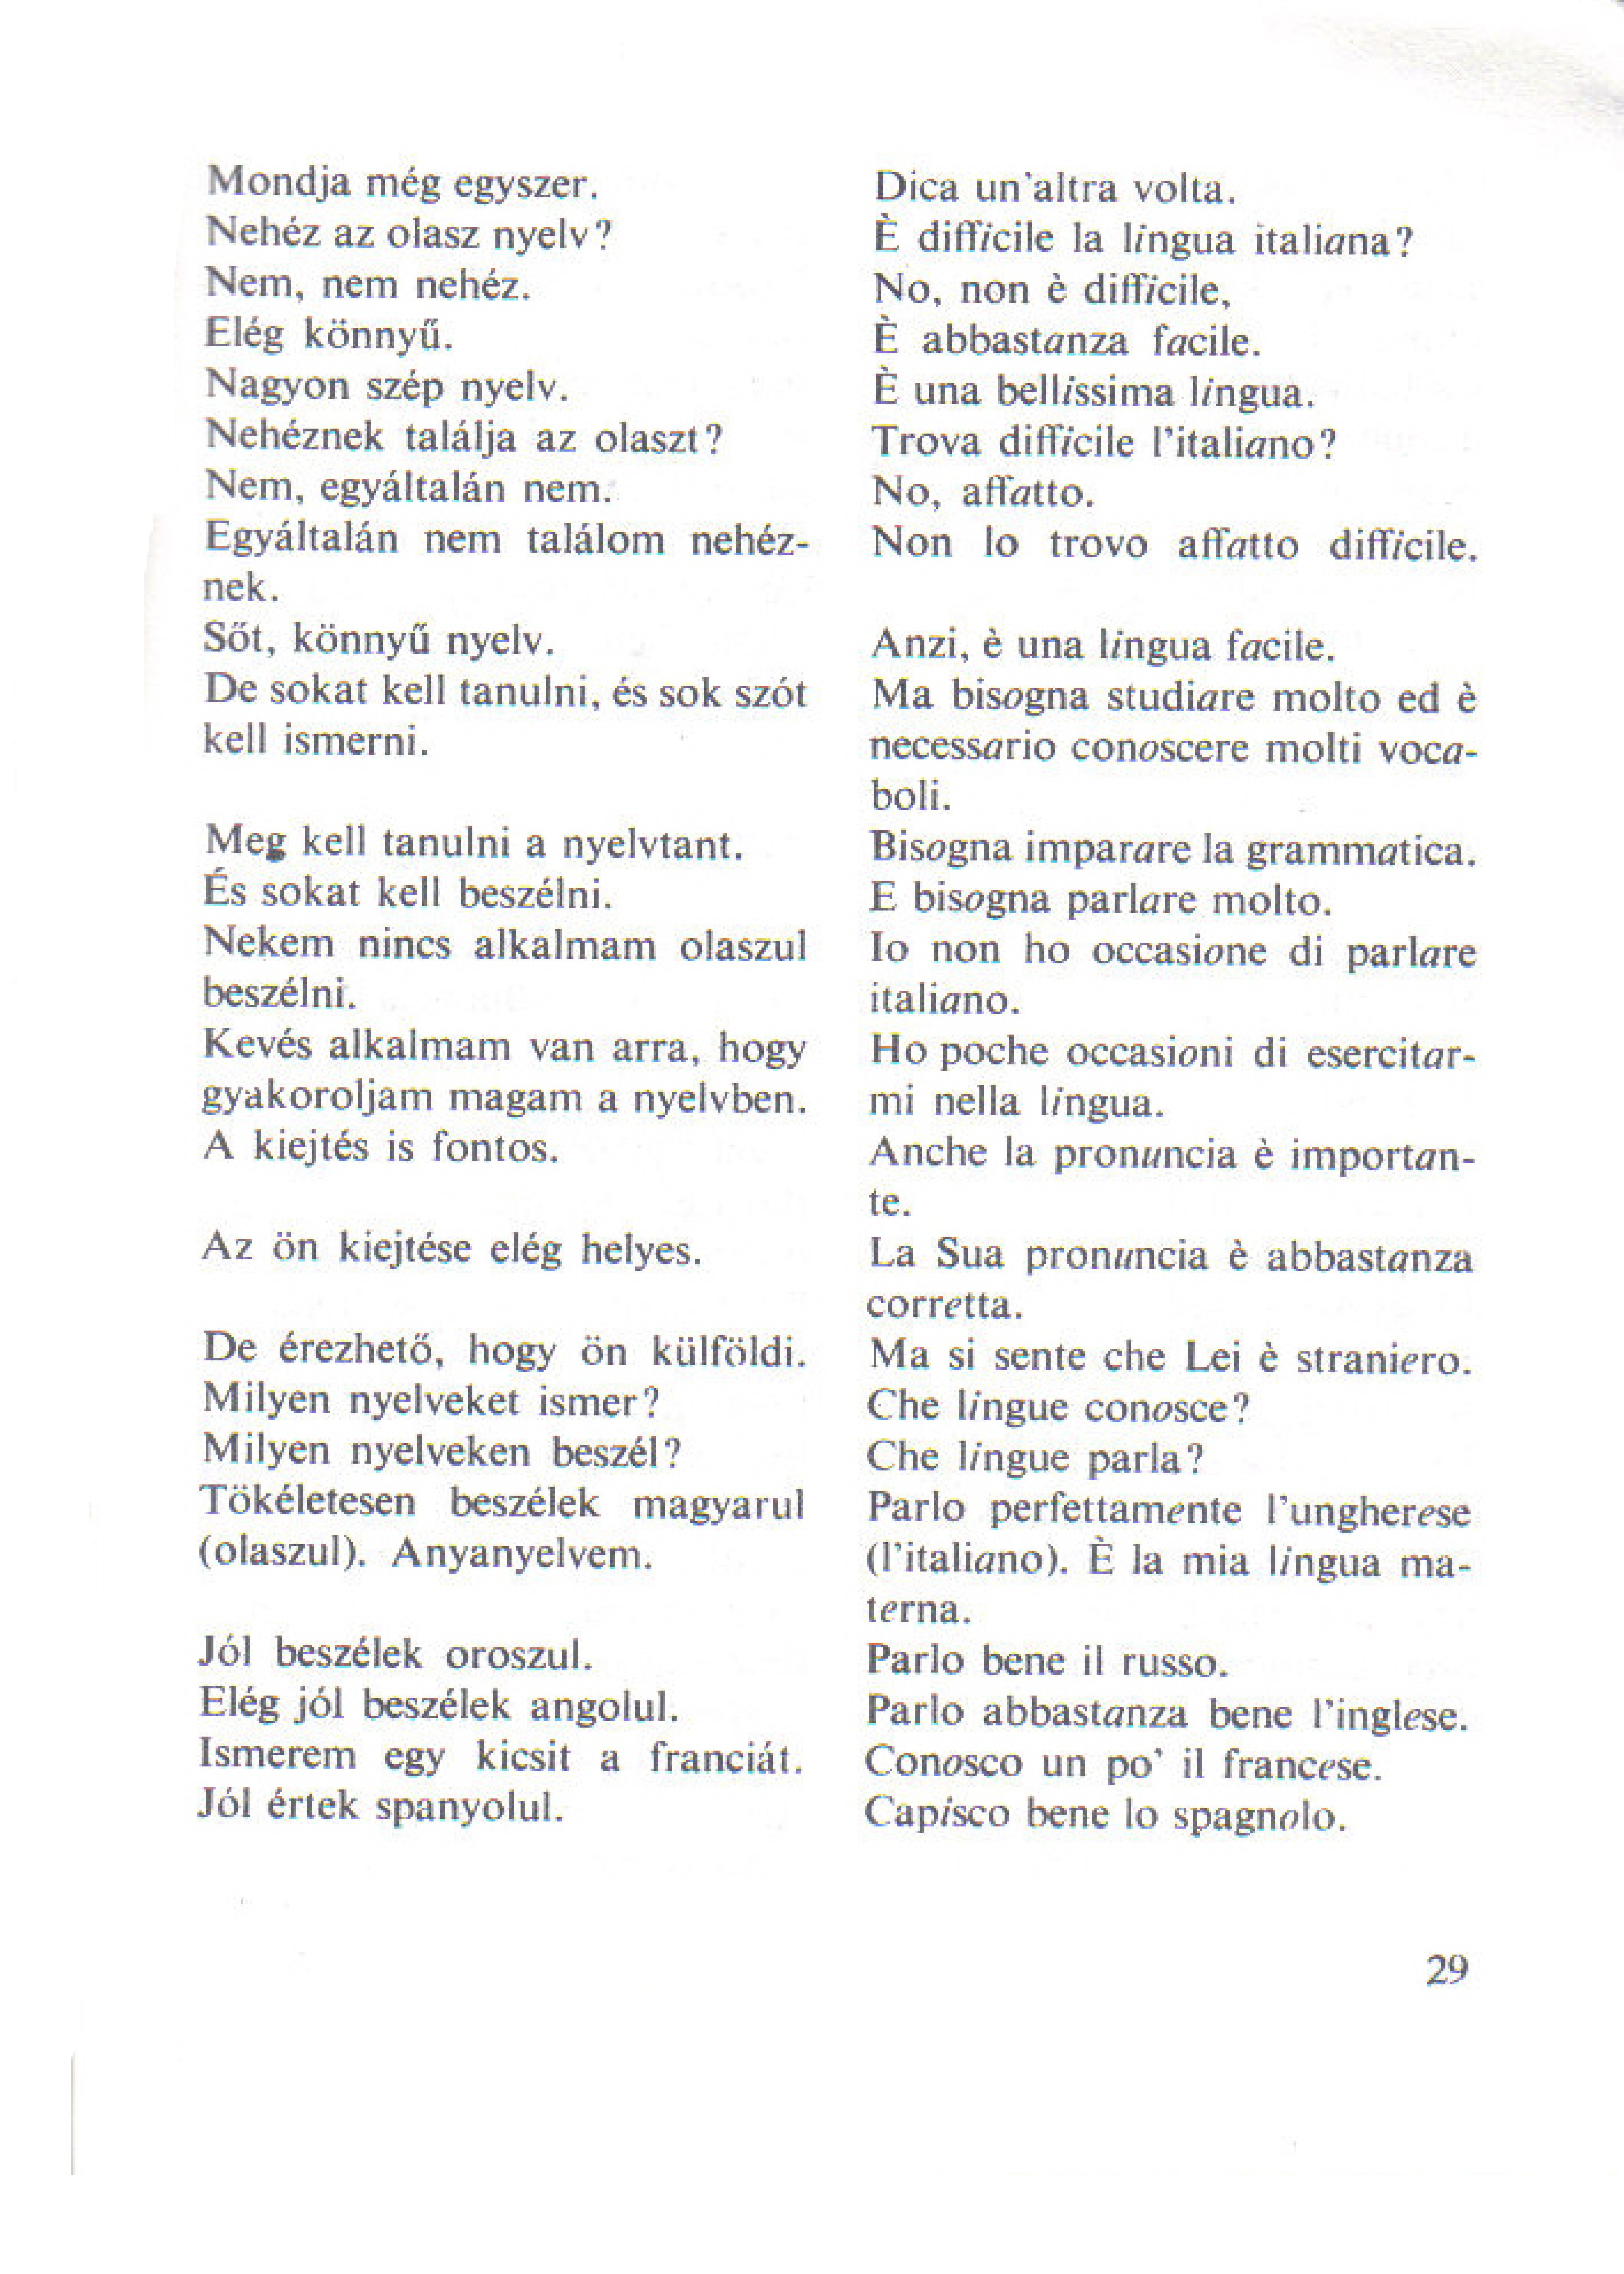 Mondja még egyszer.
Nehéz az olasz nyelv?
Nem, nem nehéz.
Elég könnyű.
Nagyon szép nyelv.
Nehéznek találja az olaszt?
Nem, egyáltalán nem.
Egyáltalán nem találom nehéz-
nek.
Sőt, könnyű nyelv.
De sokat kell tanulni, és sok szót
kell ismerni.
Meg kell tanulni a nyelvtant.
És sokat kell beszélni.
Nekem nincs alkalmam olaszul
beszélni.
Kevés alkalmam van arra, hogy
gyakoroljam magam a nyelvben.
A kiejtés is fontos.
Az ön kiejtése elég helyes.
De érezhető, hogy ön külföldi.
Milyen nyelveket ismer?
Milyen nyelveken beszél?
Tökéletesen beszélek magyarul
(olaszul). Anyanyelvem.
Jól beszélek oroszul.
Elég jól beszélek angolul.
Ismerem egy kicsit a franciát.
Jól értek spanyolul.
Dica un'altra volta.
È difficile la lingua italiana?
No, non è difficile,
È abbastanza facile.
È una bellissima lingua.
Trova difficile l'italiano?
No, affatto.
Non lo trovo affatto difficile.
Anzi, è una lingua facile.
Ma bisogna studiare molto ed è
necessario conoscere molti voca-
boli.
Bisogna imparare la grammatica.
E bisogna parlare molto.
Io non ho occasione di parlare
italiano.
Ho poche occasioni di esercitar-
mi nella lingua.
Anche la pronuncia è importan-
te.
La Sua pronuncia è abbastanza
corretta.
Ma si sente che Lei è straniero.
Che lingue conosce?
Che lingue parla?
Parlo perfettamente l'ungherese
(l'italiano). È la mia lingua ma-
terna.
Parlo bene il russo.
Parlo abbastanza bene l'inglese.
Conosco un po' il francese.
Capisco bene lo spagnolo.
29